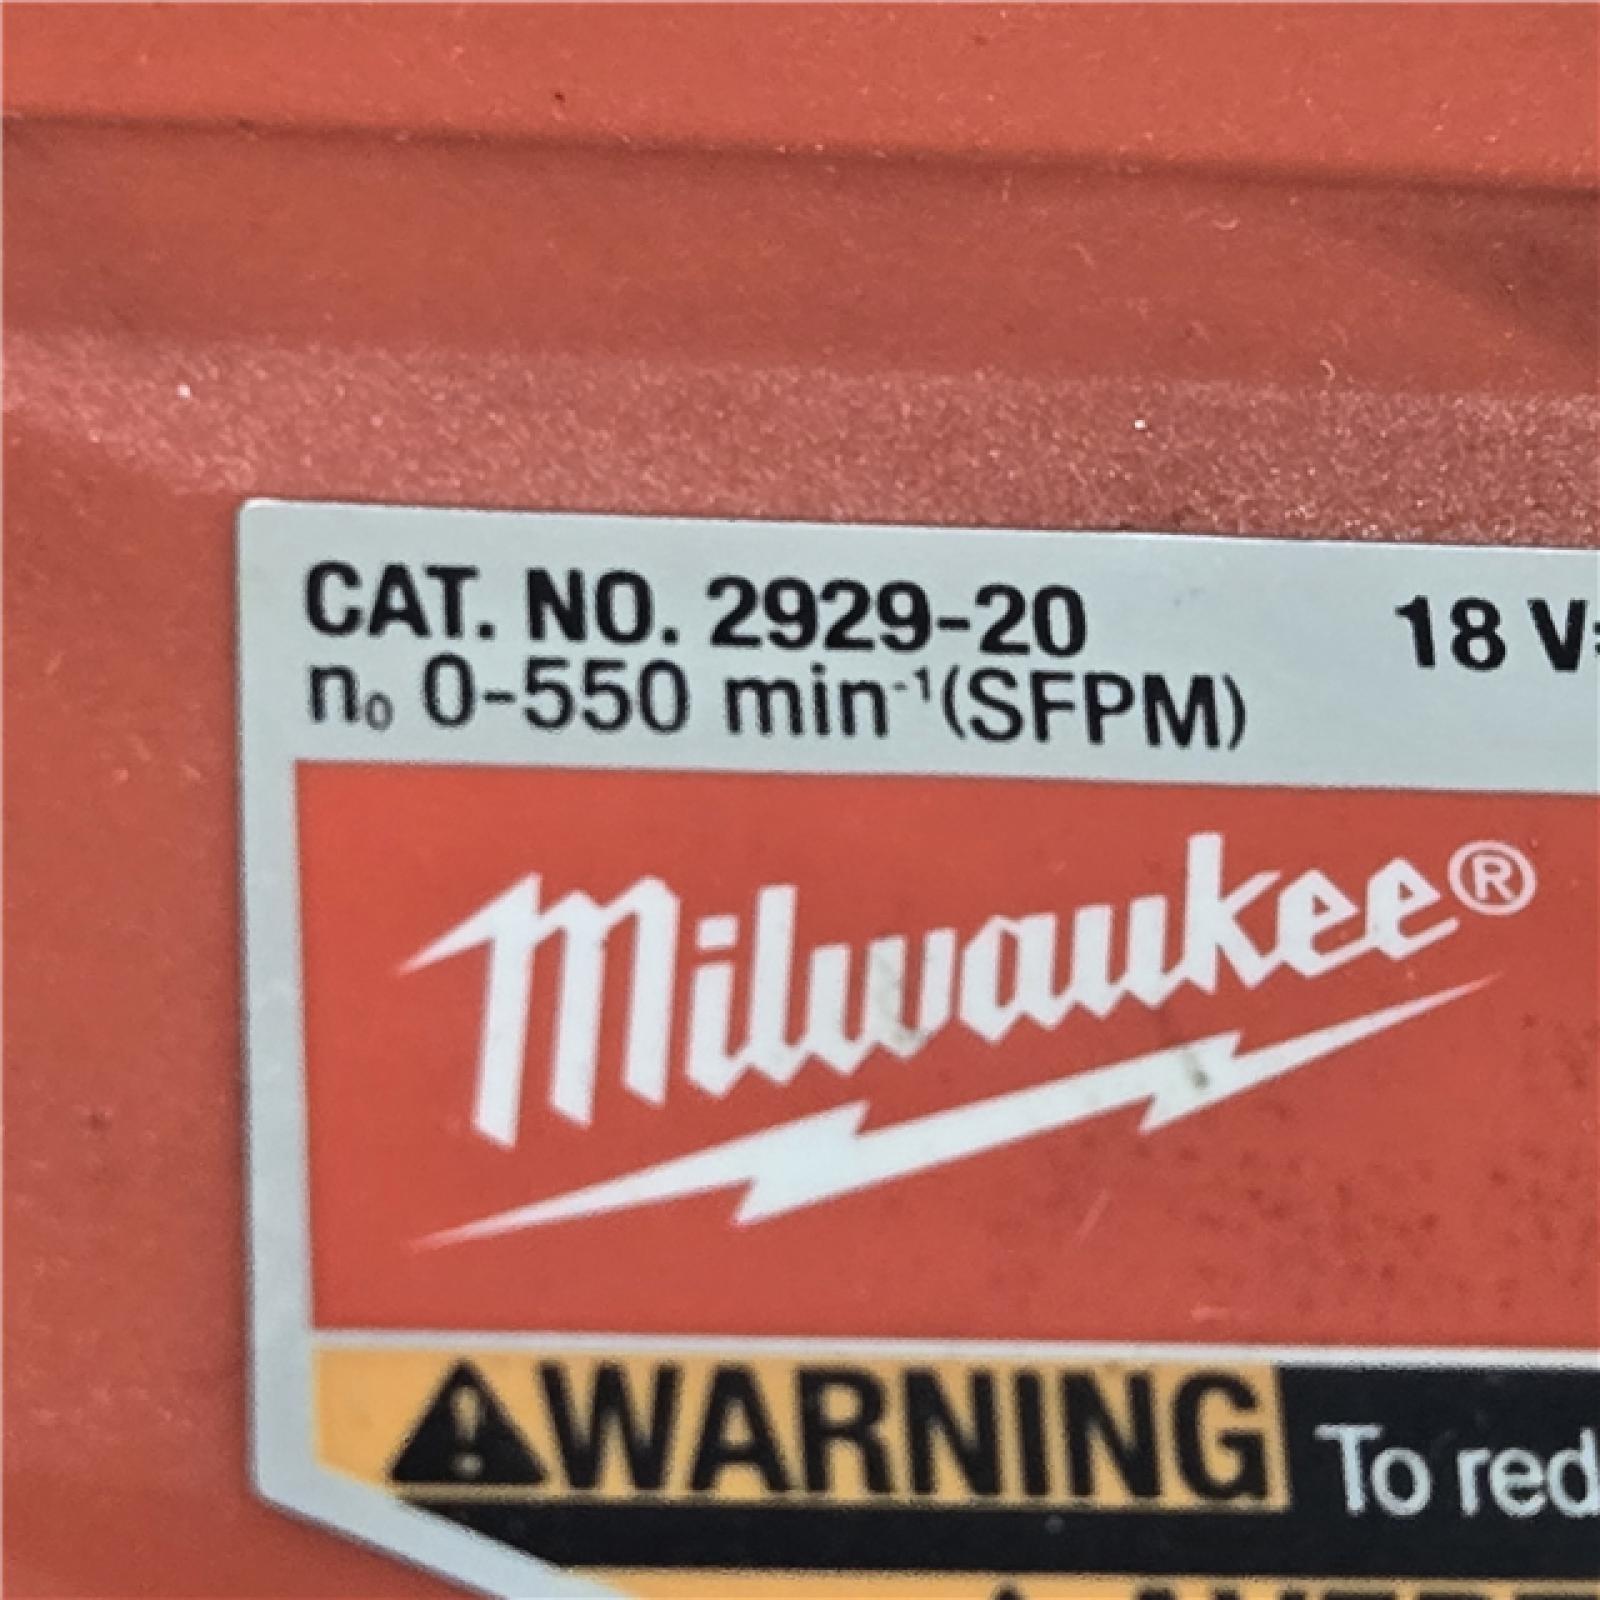 CAT. NO. 2929-20 18 V
n₀ 0-550 min⁻¹(SFPM)
Milwaukee®
⚠WARNING To red